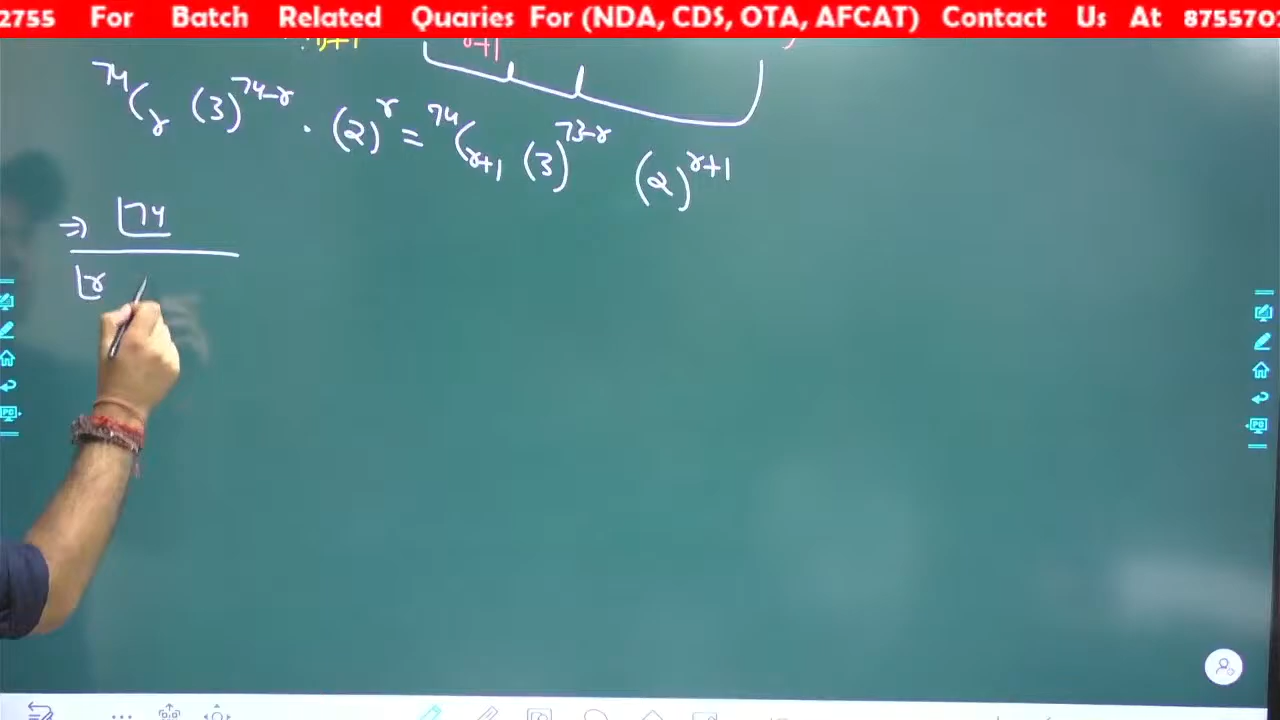 2755 For Batch Related Quaries For (NDA, CDS, OTA, AFCAT) Contact Us At 875570
r+1
⁷⁴C_r (3)^{74-r} · (2)^r = ⁷⁴C_{r+1} (3)^{73-r} (2)^{r+1}
⇒ |74
|r